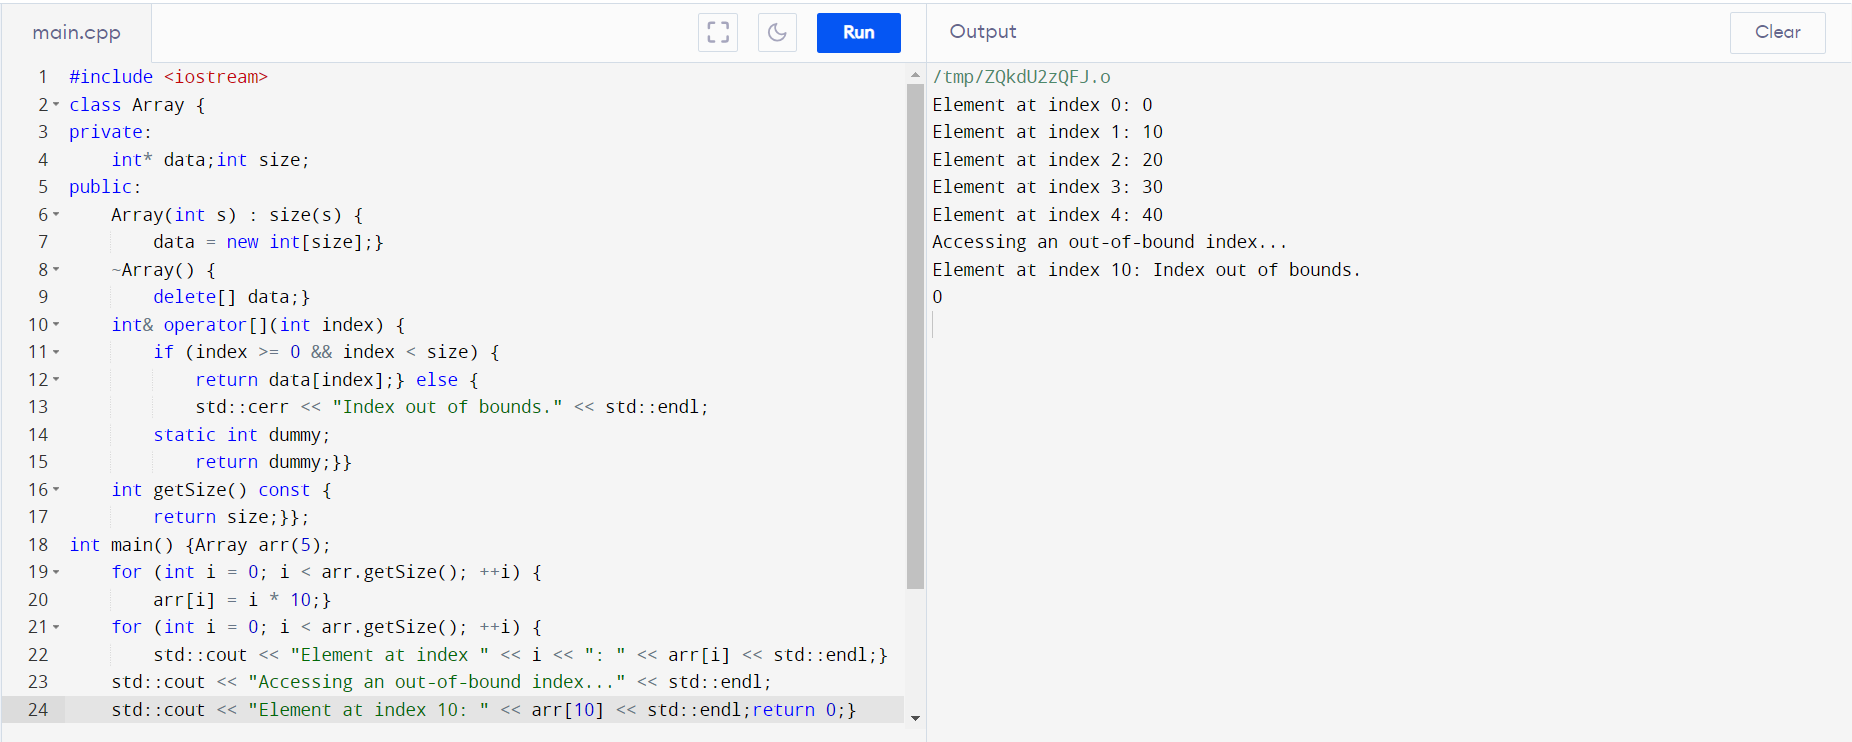 main.cpp
Run
Output
Clear
1 #include <iostream>
2 class Array {
3 private:
4     int* data;int size;
5 public:
6     Array(int s) : size(s) {
7         data = new int[size];}
8     ~Array() {
9         delete[] data;}
10     int& operator[](int index) {
11         if (index >= 0 && index < size) {
12             return data[index];} else {
13             std::cerr << "Index out of bounds." << std::endl;
14         static int dummy;
15             return dummy;}}
16     int getSize() const {
17         return size;}};
18 int main() {Array arr(5);
19     for (int i = 0; i < arr.getSize(); ++i) {
20         arr[i] = i * 10;}
21     for (int i = 0; i < arr.getSize(); ++i) {
22         std::cout << "Element at index " << i << ": " << arr[i] << std::endl;}
23     std::cout << "Accessing an out-of-bound index..." << std::endl;
24     std::cout << "Element at index 10: " << arr[10] << std::endl;return 0;}
/tmp/ZQkdU2zQFJ.o
Element at index 0: 0
Element at index 1: 10
Element at index 2: 20
Element at index 3: 30
Element at index 4: 40
Accessing an out-of-bound index...
Element at index 10: Index out of bounds.
0